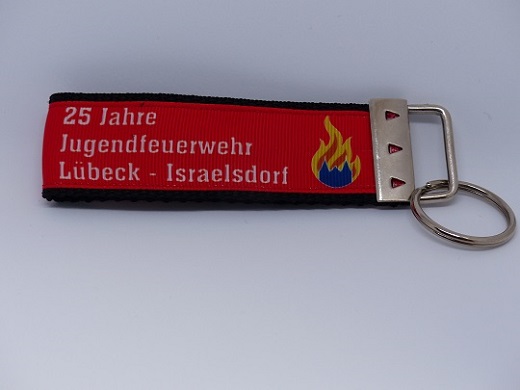 25 Jahre
Jugendfeuerwehr
Lübeck - Israelsdorf